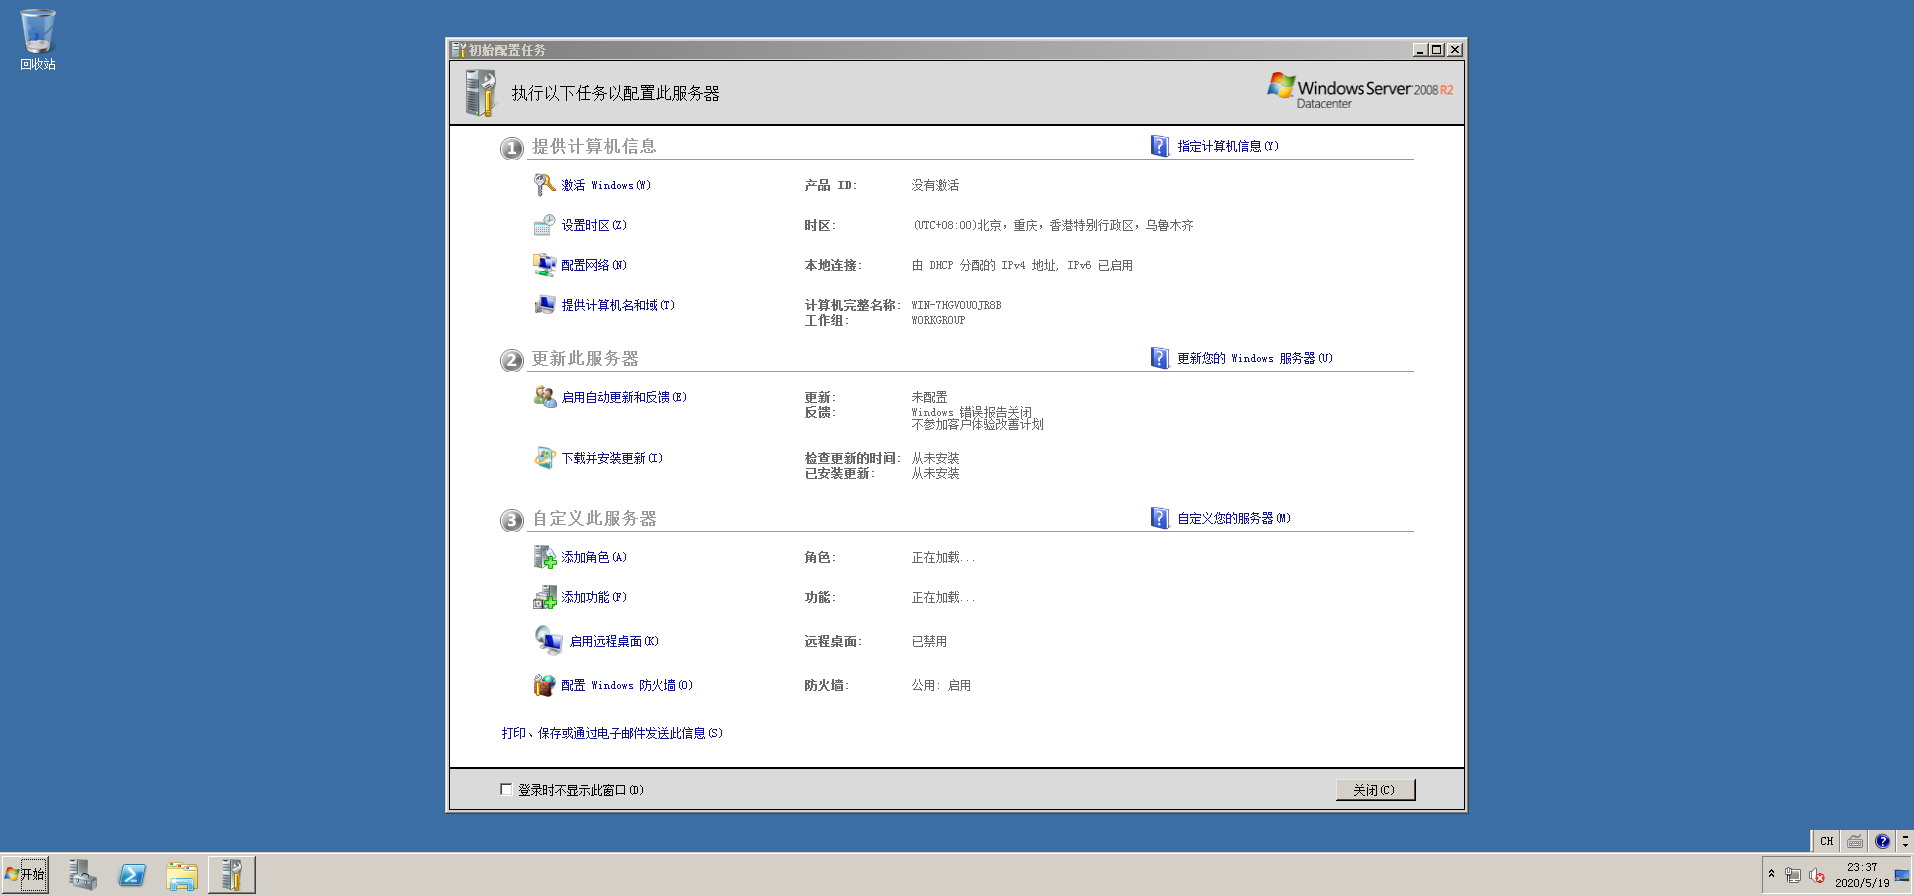 回收站
初始配置任务
执行以下任务以配置此服务器
Windows Server 2008 R2
Datacenter
1 提供计算机信息
指定计算机信息(Y)
激活 Windows(W) 产品 ID: 没有激活
设置时区(Z) 时区: (UTC+08:00)北京，重庆，香港特别行政区，乌鲁木齐
配置网络(N) 本地连接: 由 DHCP 分配的 IPv4 地址, IPv6 已启用
提供计算机名和域(T) 计算机完整名称: WIN-7HGVOUOJR8B
工作组: WORKGROUP
2 更新此服务器
更新您的 Windows 服务器(U)
启用自动更新和反馈(E) 更新: 未配置
反馈: Windows 错误报告关闭
不参加客户体验改善计划
下载并安装更新(I) 检查更新的时间: 从未安装
已安装更新: 从未安装
3 自定义此服务器
自定义您的服务器(M)
添加角色(A) 角色: 正在加载...
添加功能(F) 功能: 正在加载...
启用远程桌面(K) 远程桌面: 已禁用
配置 Windows 防火墙(O) 防火墙: 公用: 启用
打印、保存或通过电子邮件发送此信息(S)
登录时不显示此窗口(D)
关闭(C)
CH
开始
23:37
2020/5/19